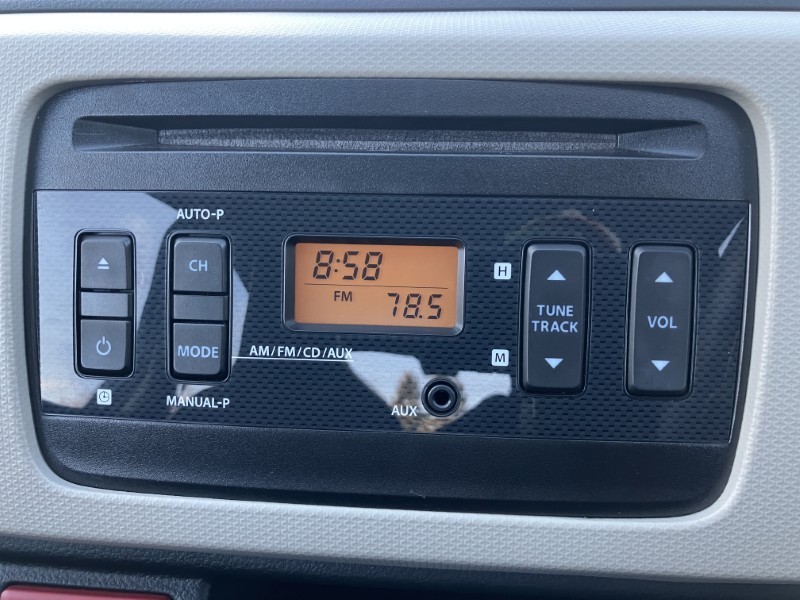 AUTO-P
CH
MODE
MANUAL-P
8:58
FM
78.5
AM/FM/CD/AUX
AUX
H
M
TUNE
TRACK
VOL